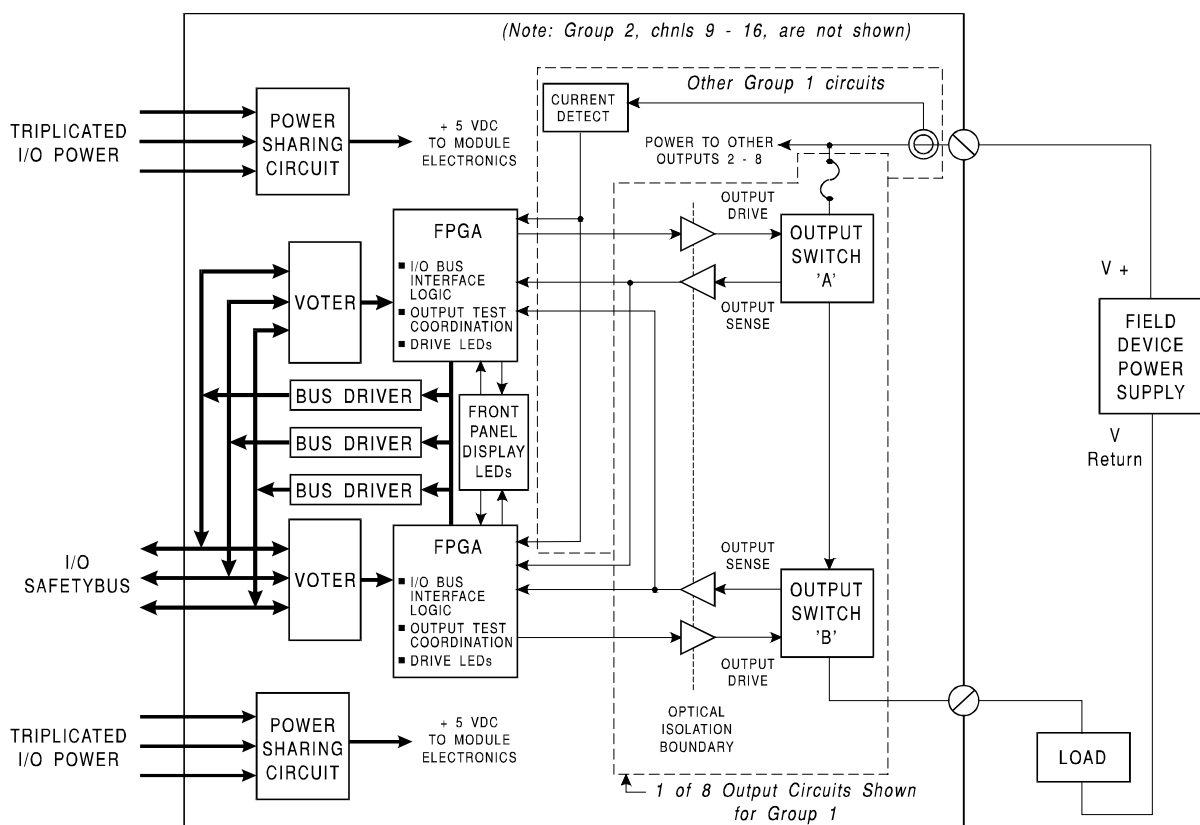 (Note: Group 2, chnls 9 - 16, are not shown)
Other Group 1 circuits
CURRENT
DETECT
TRIPLICATED
I/O POWER
POWER
SHARING
CIRCUIT
+ 5 VDC
TO MODULE
ELECTRONICS
POWER TO OTHER
OUTPUTS 2 - 8
OUTPUT
DRIVE
OUTPUT
SWITCH
'A'
OUTPUT
SENSE
FPGA
■ I/O BUS
INTERFACE
LOGIC
■ OUTPUT TEST
COORDINATION
■ DRIVE LEDs
VOTER
V +
FIELD
DEVICE
POWER
SUPPLY
V
Return
BUS DRIVER
BUS DRIVER
BUS DRIVER
FRONT
PANEL
DISPLAY
LEDs
I/O
SAFETYBUS
VOTER
FPGA
■ I/O BUS
INTERFACE
LOGIC
■ OUTPUT TEST
COORDINATION
■ DRIVE LEDs
OUTPUT
SENSE
OUTPUT
SWITCH
'B'
OUTPUT
DRIVE
OPTICAL
ISOLATION
BOUNDARY
TRIPLICATED
I/O POWER
POWER
SHARING
CIRCUIT
+ 5 VDC
TO MODULE
ELECTRONICS
LOAD
1 of 8 Output Circuits Shown
for Group 1